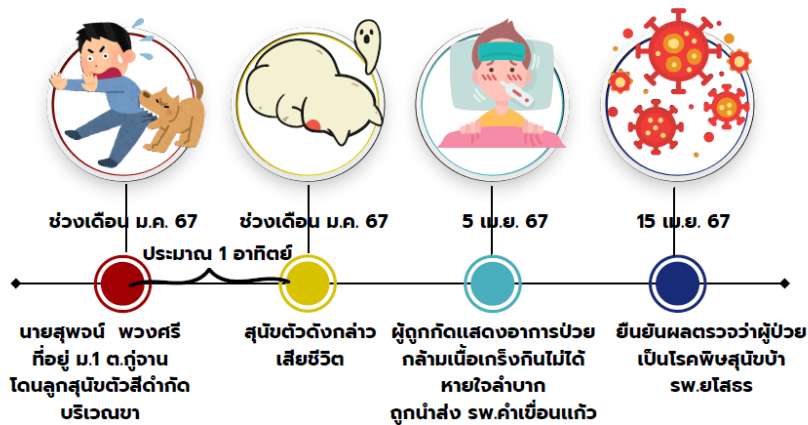 ช่วงเดือน ม.ค. 67
ช่วงเดือน ม.ค. 67
5 เม.ย. 67
15 เม.ย. 67
ประมาณ 1 อาทิตย์
นายสุพจน์ พวงศรี
ที่อยู่ ม.1 ต.กู่จาน
โดนลูกสุนัขตัวสีดำกัด
บริเวณขา
สุนัขตัวดังกล่าว
เสียชีวิต
ผู้ถูกกัดแสดงอาการป่วย
กล้ามเนื้อเกร็งกินไม่ได้
หายใจลำบาก
ถูกนำส่ง รพ.คำเขื่อนแก้ว
ยืนยันผลตรวจว่าผู้ป่วย
เป็นโรคพิษสุนัขบ้า
รพ.ยโสธร